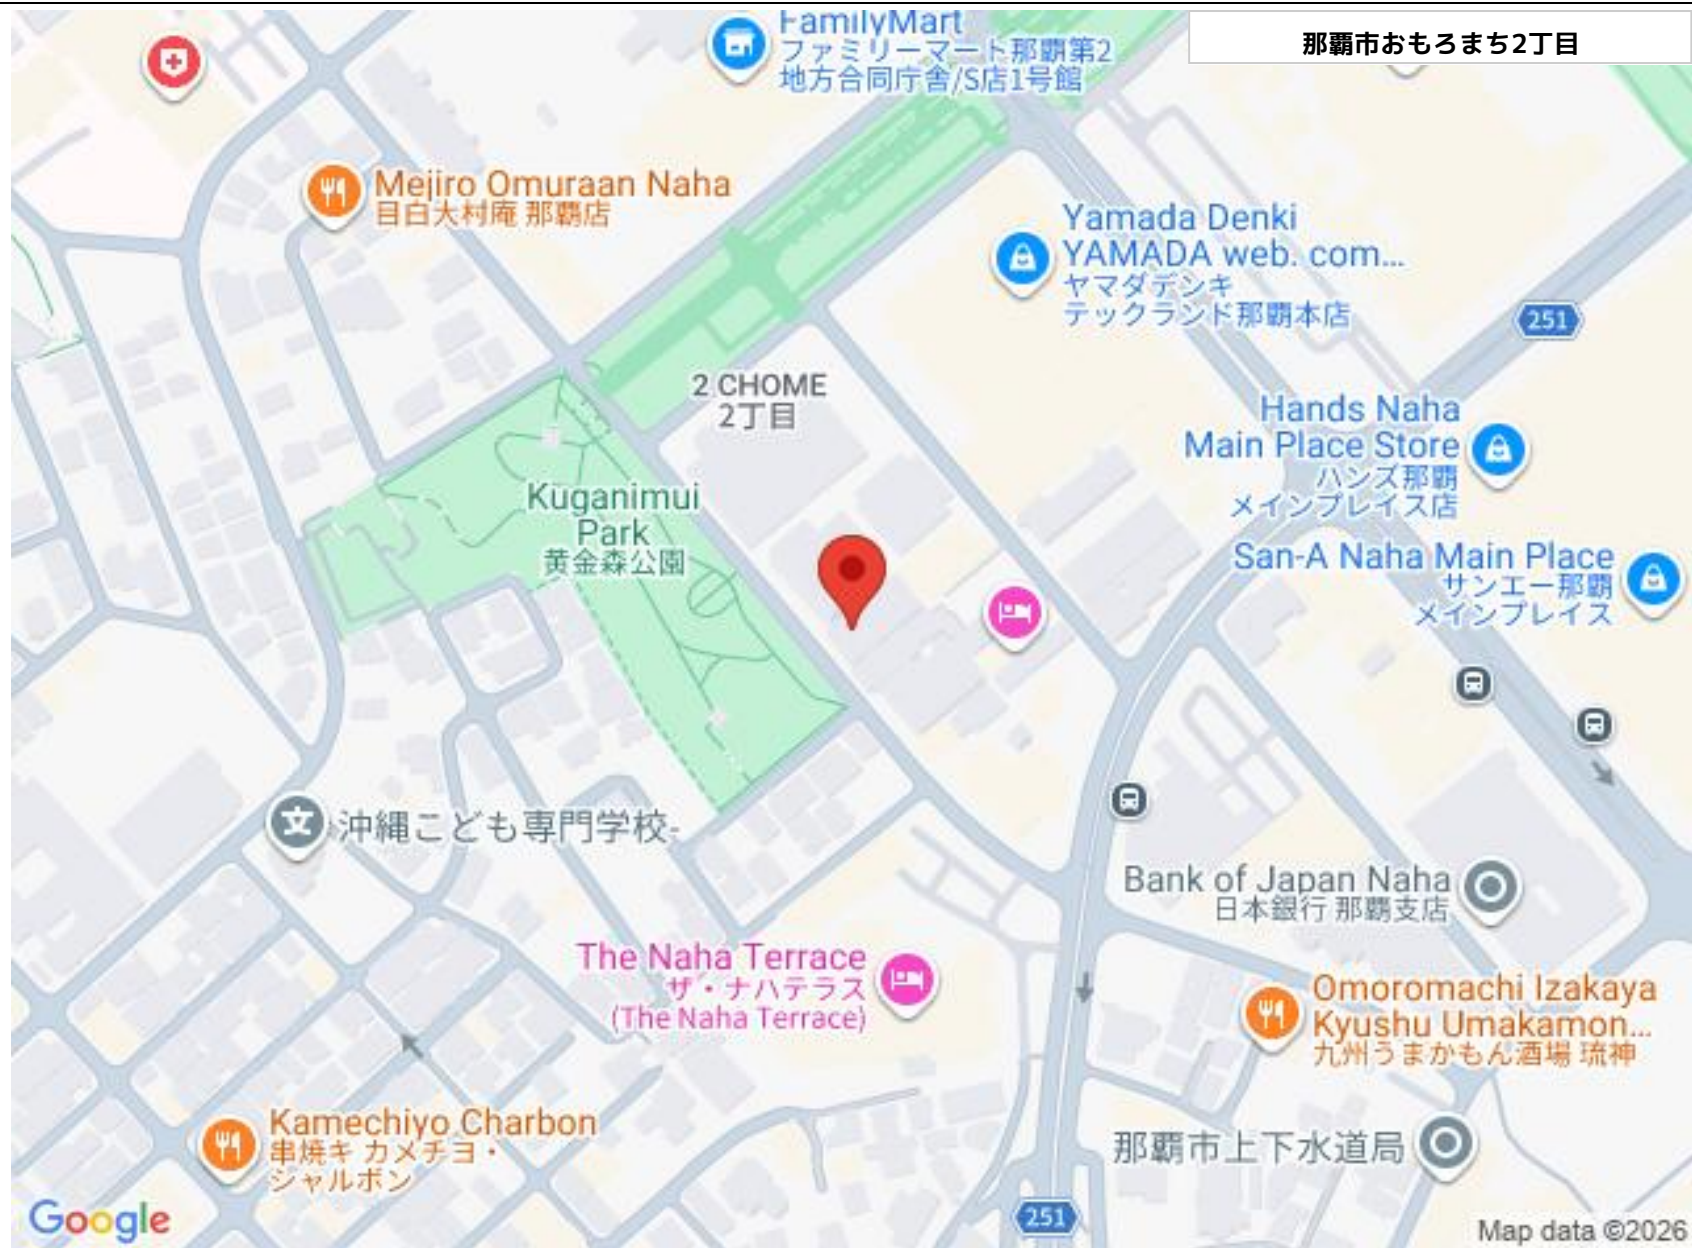 FamilyMart
ファミリーマート那覇第2
地方合同庁舎/S店1号館
那覇市おもろまち2丁目
Mejiro Omuraan Naha
目白大村庵 那覇店
Yamada Denki
YAMADA web. com...
ヤマダデンキ
テックランド那覇本店
251
2 CHOME
2丁目
Hands Naha
Main Place Store
ハンズ那覇
メインプレイス店
Kuganimui
Park
黄金森公園
San-A Naha Main Place
サンエー那覇
メインプレイス
文
沖縄こども専門学校
Bank of Japan Naha
日本銀行 那覇支店
The Naha Terrace
ザ・ナハテラス
(The Naha Terrace)
Omoromachi Izakaya
Kyushu Umakamon...
九州うまかもん酒場 琉神
Kamechiyo Charbon
串焼キ カメチヨ・
シャルボン
那覇市上下水道局
251
Google
Map data ©2026